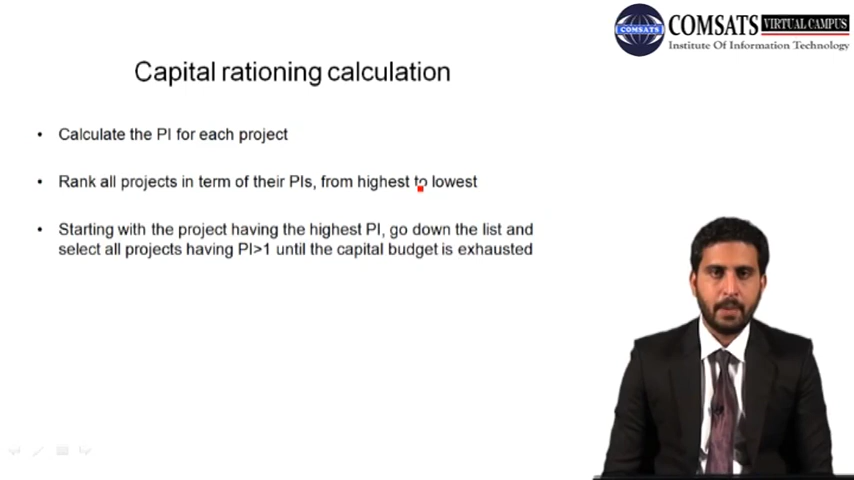 COMSATS
COMSATS VIRTUAL CAMPUS
Institute Of Information Technology
Capital rationing calculation
• Calculate the PI for each project
• Rank all projects in term of their PIs, from highest to lowest
• Starting with the project having the highest PI, go down the list and
select all projects having PI>1 until the capital budget is exhausted